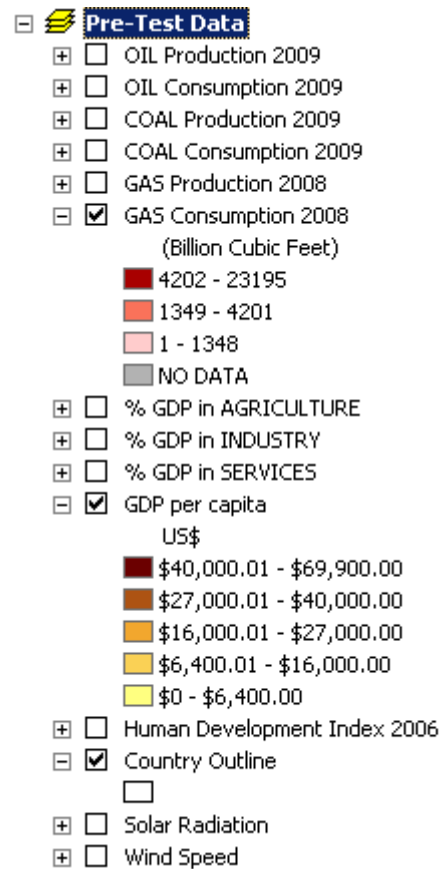 Pre-Test Data
OIL Production 2009
OIL Consumption 2009
COAL Production 2009
COAL Consumption 2009
GAS Production 2008
GAS Consumption 2008
(Billion Cubic Feet)
4202 - 23195
1349 - 4201
1 - 1348
NO DATA
% GDP in AGRICULTURE
% GDP in INDUSTRY
% GDP in SERVICES
GDP per capita
US$
$40,000.01 - $69,900.00
$27,000.01 - $40,000.00
$16,000.01 - $27,000.00
$6,400.01 - $16,000.00
$0 - $6,400.00
Human Development Index 2006
Country Outline
Solar Radiation
Wind Speed